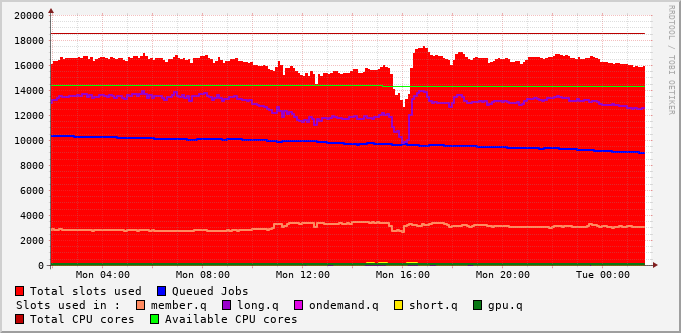 20000
18000
16000
14000
12000
10000
8000
6000
4000
2000
0
Mon 04:00 Mon 08:00 Mon 12:00 Mon 16:00 Mon 20:00 Tue 00:00
RRDTOOL / TOBI OETIKER
Total slots used Queued Jobs
Slots used in : member.q long.q ondemand.q short.q gpu.q
Total CPU cores Available CPU cores